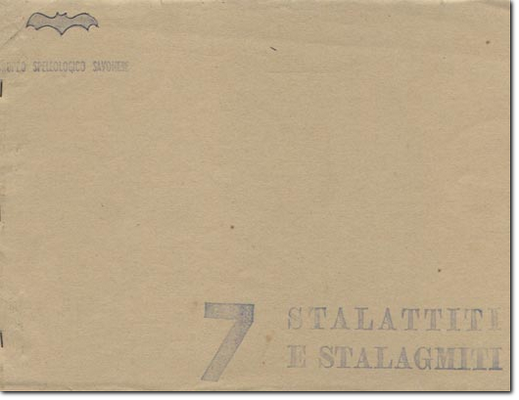 SPELEOLOGICO SAVONESE
7
STALATTITI
E STALAGMITI